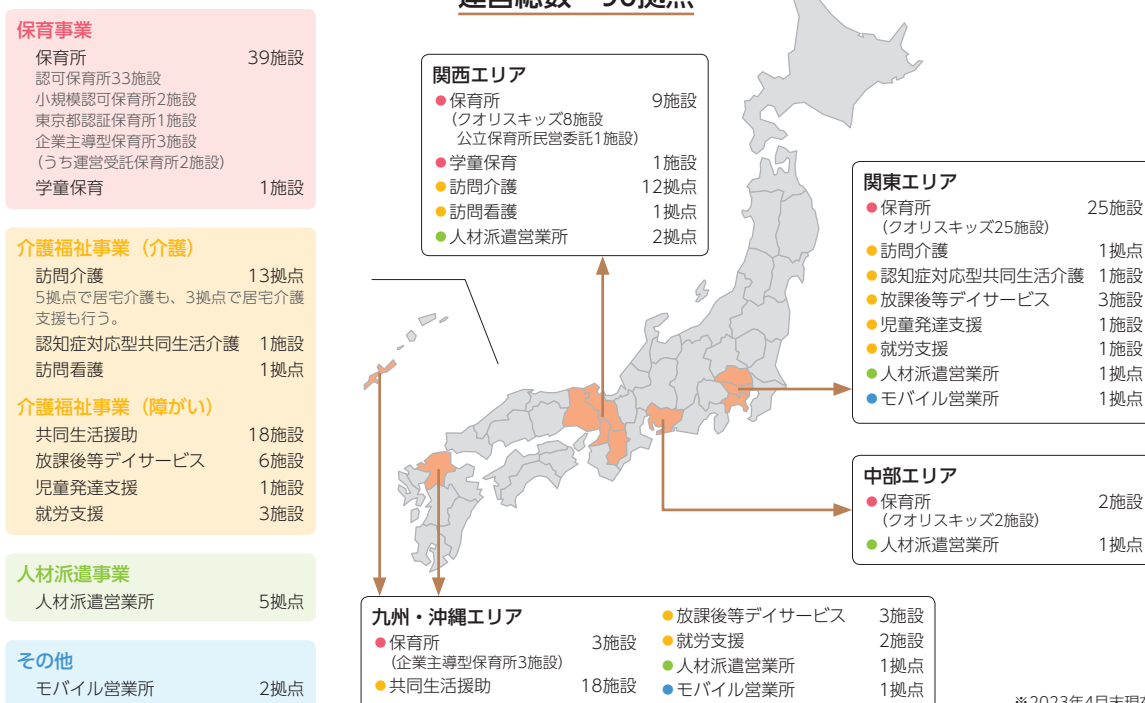 運営総数 90拠点
保育事業
保育所 39施設
認可保育所33施設
小規模認可保育所2施設
東京都認証保育所1施設
企業主導型保育所3施設
(うち運営受託保育所2施設)
学童保育 1施設
介護福祉事業（介護）
訪問介護 13拠点
5拠点で居宅介護も、3拠点で居宅介護
支援も行う。
認知症対応型共同生活介護 1施設
訪問看護 1拠点
介護福祉事業（障がい）
共同生活援助 18施設
放課後等デイサービス 6施設
児童発達支援 1施設
就労支援 3施設
人材派遣事業
人材派遣営業所 5拠点
その他
モバイル営業所 2拠点
関西エリア
●保育所 9施設
(クオリスキッズ8施設
公立保育所民営委託1施設)
●学童保育 1施設
●訪問介護 12拠点
●訪問看護 1拠点
●人材派遣営業所 2拠点
関東エリア
●保育所 25施設
(クオリスキッズ25施設)
●訪問介護 1拠点
●認知症対応型共同生活介護 1施設
●放課後等デイサービス 3施設
●児童発達支援 1施設
●就労支援 1施設
●人材派遣営業所 1拠点
●モバイル営業所 1拠点
中部エリア
●保育所 2施設
(クオリスキッズ2施設)
●人材派遣営業所 1拠点
九州・沖縄エリア
●保育所 3施設
(企業主導型保育所3施設)
●共同生活援助 18施設
●放課後等デイサービス 3施設
●就労支援 2施設
●人材派遣営業所 1拠点
●モバイル営業所 1拠点
※2023年4月末現在